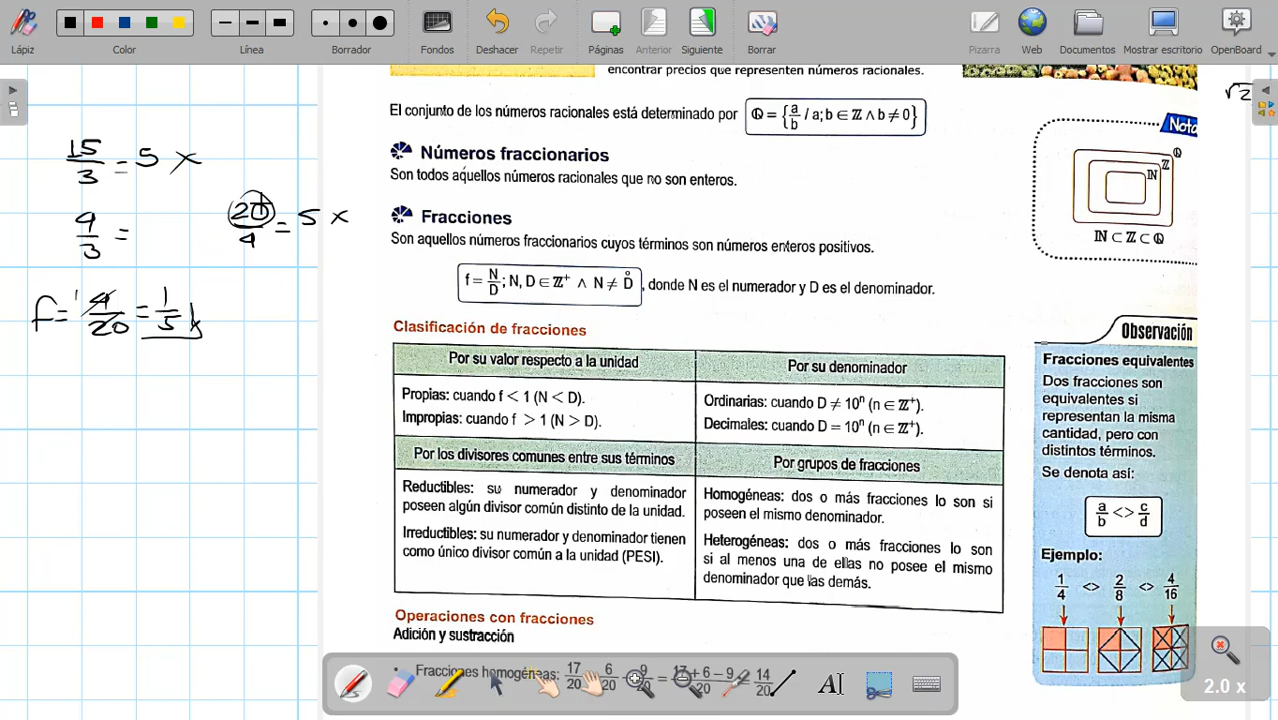 Lápiz
Color
Línea
Borrador
Fondos
Deshacer
Repetir
Páginas
Anterior
Siguiente
Borrar
Pizarra
Web
Documentos
Mostrar escritorio
OpenBoard
encontrar precios que representen números racionales.
El conjunto de los números racionales está determinado por
ℚ = {a/b / a; b ∈ ℤ ∧ b ≠ 0}
Números fraccionarios
Son todos aquellos números racionales que no son enteros.
Fracciones
Son aquellos números fraccionarios cuyos términos son números enteros positivos.
f = N/D ; N, D ∈ ℤ⁺ ∧ N ≠ D̊ , donde N es el numerador y D es el denominador.
Clasificación de fracciones
Por su valor respecto a la unidad
Propias: cuando f < 1 (N < D).
Impropias: cuando f > 1 (N > D).
Por su denominador
Ordinarias: cuando D ≠ 10ⁿ (n ∈ ℤ⁺).
Decimales: cuando D = 10ⁿ (n ∈ ℤ⁺).
Por los divisores comunes entre sus términos
Reductibles: su numerador y denominador
poseen algún divisor común distinto de la unidad.
Irreductibles: su numerador y denominador tienen
como único divisor común a la unidad (PESI).
Por grupos de fracciones
Homogéneas: dos o más fracciones lo son si
poseen el mismo denominador.
Heterogéneas: dos o más fracciones lo son
si al menos una de ellas no posee el mismo
denominador que las demás.
Operaciones con fracciones
Adición y sustracción
Fracciones homogéneas: 17/20 6/20 - 9/20 = 17 + 6 - 9/20 = 14/20
15/3 = 5 x
9/3 =
20/4 = 5 x
f = 4/20 = 1/5
1
√2
Nota
ℚ
ℤ
ℕ
ℕ ⊂ ℤ ⊂ ℚ
Observación
Fracciones equivalentes
Dos fracciones son
equivalentes si
representan la misma
cantidad, pero con
distintos términos.
Se denota así:
a/b <> c/d
Ejemplo:
1/4 <> 2/8 <> 4/16
2.0 x